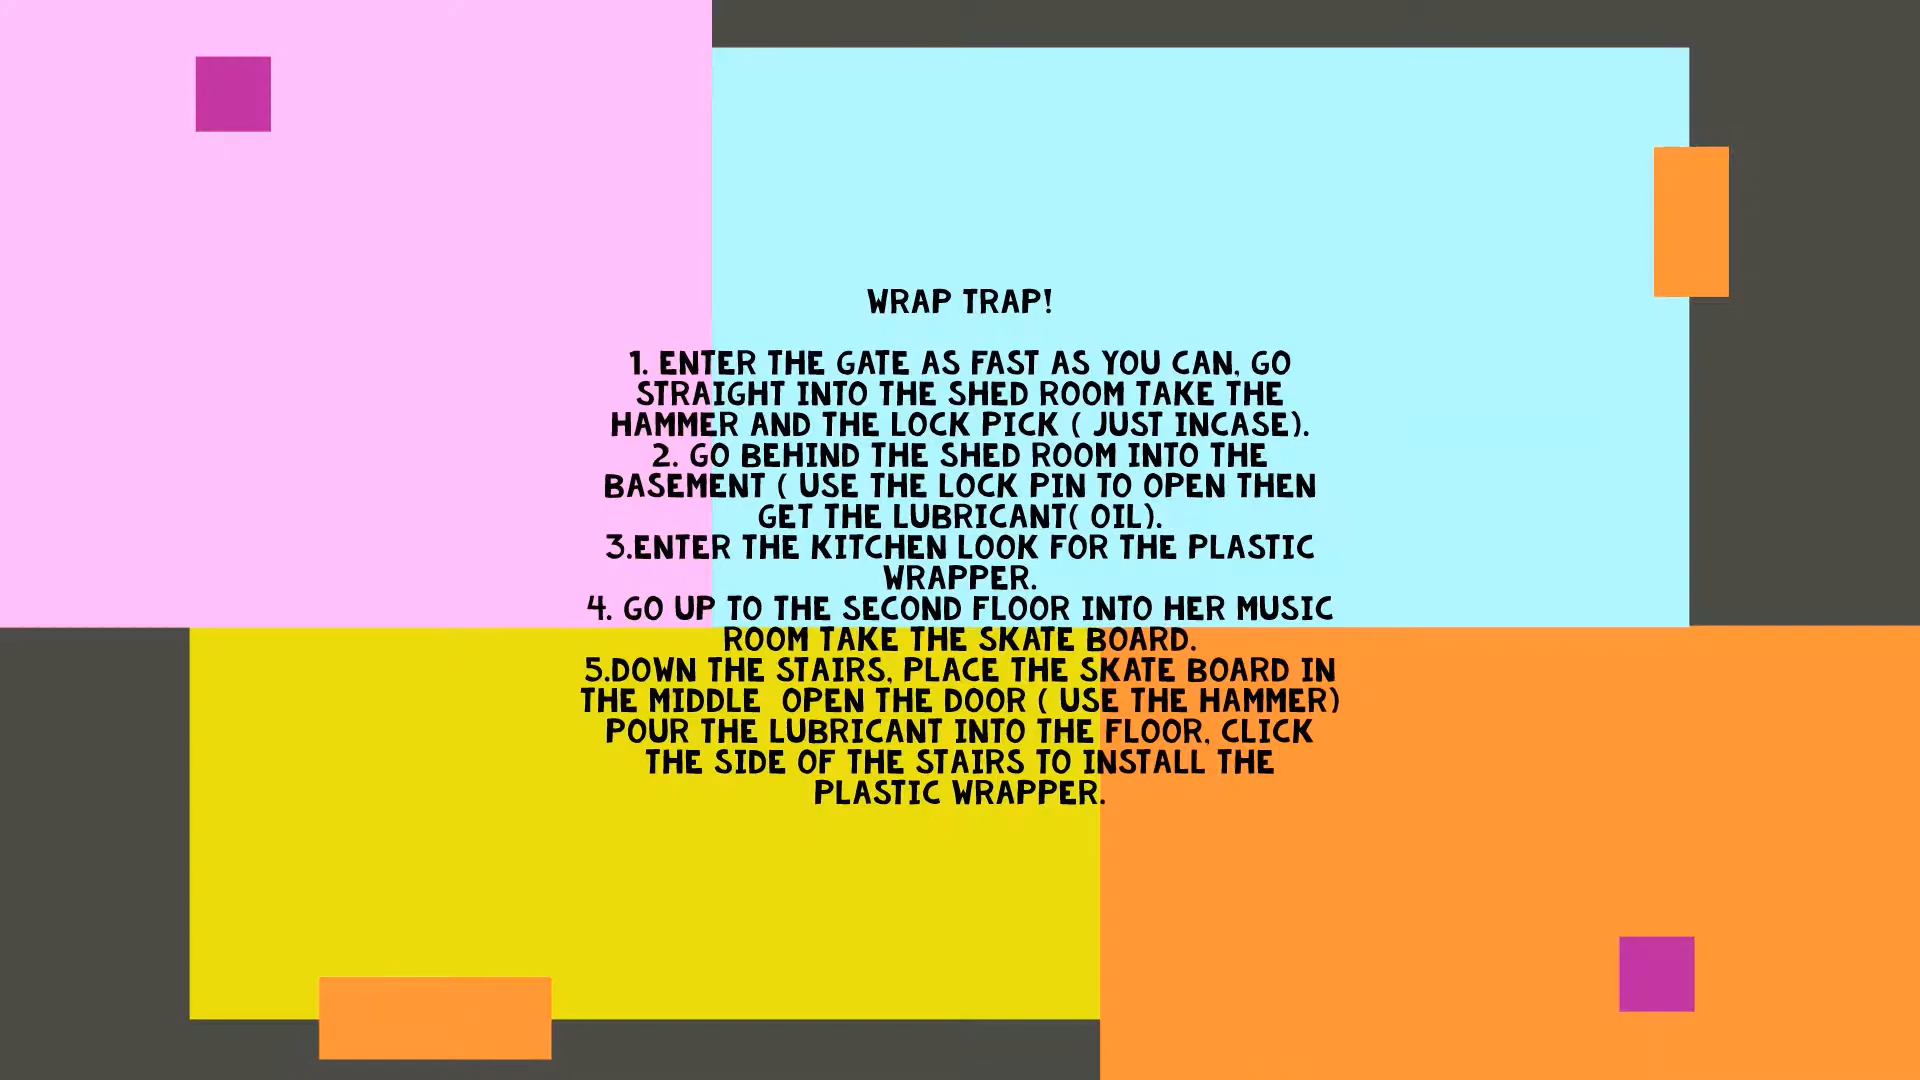 WRAP TRAP!
1. ENTER THE GATE AS FAST AS YOU CAN, GO
STRAIGHT INTO THE SHED ROOM TAKE THE
HAMMER AND THE LOCK PICK ( JUST INCASE).
2. GO BEHIND THE SHED ROOM INTO THE
BASEMENT ( USE THE LOCK PIN TO OPEN THEN
GET THE LUBRICANT( OIL).
3.ENTER THE KITCHEN LOOK FOR THE PLASTIC
WRAPPER.
4. GO UP TO THE SECOND FLOOR INTO HER MUSIC
ROOM TAKE THE SKATE BOARD.
5.DOWN THE STAIRS, PLACE THE SKATE BOARD IN
THE MIDDLE  OPEN THE DOOR ( USE THE HAMMER)
POUR THE LUBRICANT INTO THE FLOOR, CLICK
THE SIDE OF THE STAIRS TO INSTALL THE
PLASTIC WRAPPER.